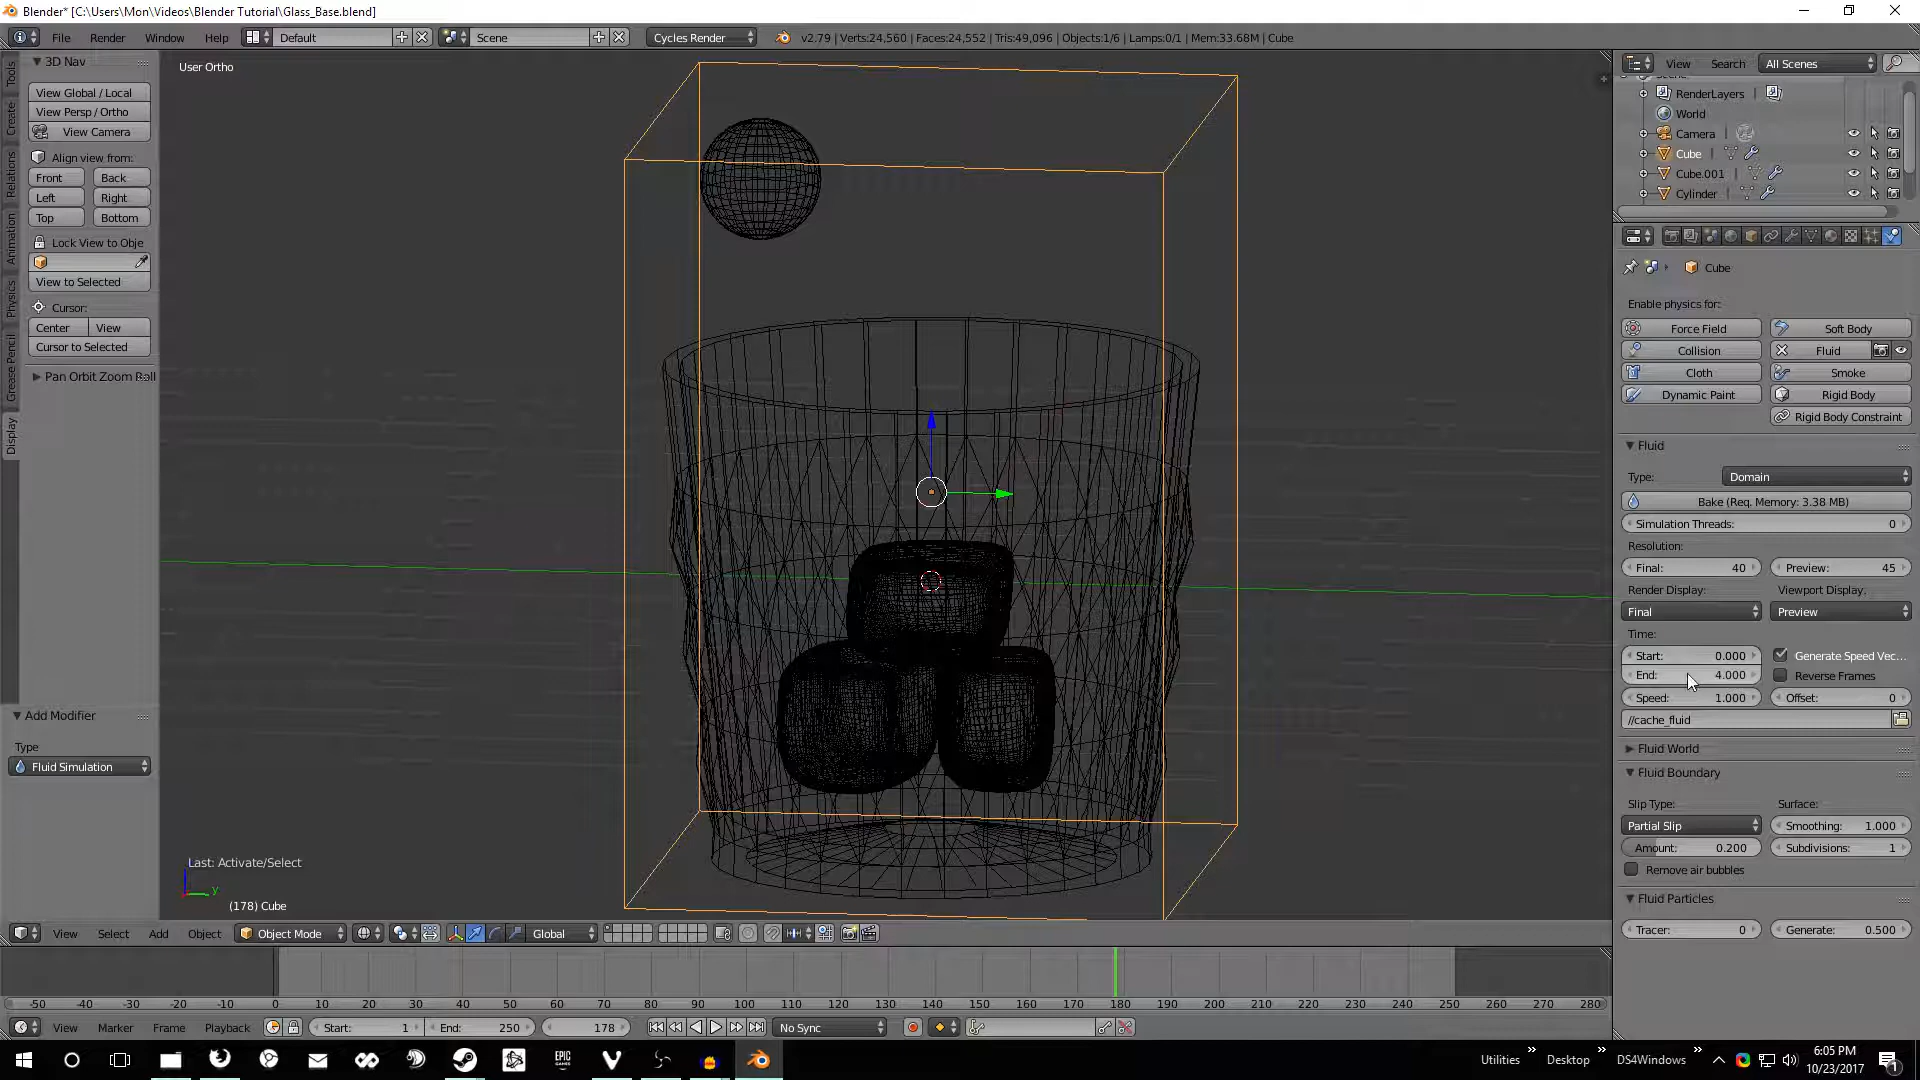 Blender* [C:\Users\Mon\Videos\Blender Tutorial\Glass_Base.blend]
File Render Window Help Default Scene Cycles Render v2.79 | Verts:24,560 | Faces:24,552 | Tris:49,096 | Objects:1/6 | Lamps:0/1 | Mem:33.68M | Cube
Tools
Create
Relations
Animation
Physics
Grease Pencil
Display
3D Nav
View Global / Local
View Persp / Ortho
View Camera
Align view from:
Front Back
Left Right
Top Bottom
Lock View to Obje
View to Selected
Cursor:
Center View
Cursor to Selected
Pan Orbit Zoom Roll
Add Modifier
Type
Fluid Simulation
User Ortho
Last: Activate/Select
y
(178) Cube
View Select Add Object Object Mode Global
-50 -40 -30 -20 -10 0 10 20 30 40 50 60 70 80 90 100 110 120 130 140 150 160 170 180 190 200 210 220 230 240 250 260 270 280
View Marker Frame Playback Start: 1 End: 250 178 No Sync
View Search All Scenes
RenderLayers
World
Camera
Cube
Cube.001
Cylinder
Cube
Enable physics for:
Force Field Soft Body
Collision Fluid
Cloth Smoke
Dynamic Paint Rigid Body
Rigid Body Constraint
Fluid
Type: Domain
Bake (Req. Memory: 3.38 MB)
Simulation Threads: 0
Resolution:
Final: 40 Preview: 45
Render Display: Viewport Display:
Final Preview
Time:
Start: 0.000 Generate Speed Vec...
End: 4.000 Reverse Frames
Speed: 1.000 Offset: 0
//cache_fluid
Fluid World
Fluid Boundary
Slip Type: Surface:
Partial Slip Smoothing: 1.000
Amount: 0.200 Subdivisions: 1
Remove air bubbles
Fluid Particles
Tracer: 0 Generate: 0.500
EPIC GAMES
Utilities » Desktop » DS4Windows »
6:05 PM
10/23/2017
1